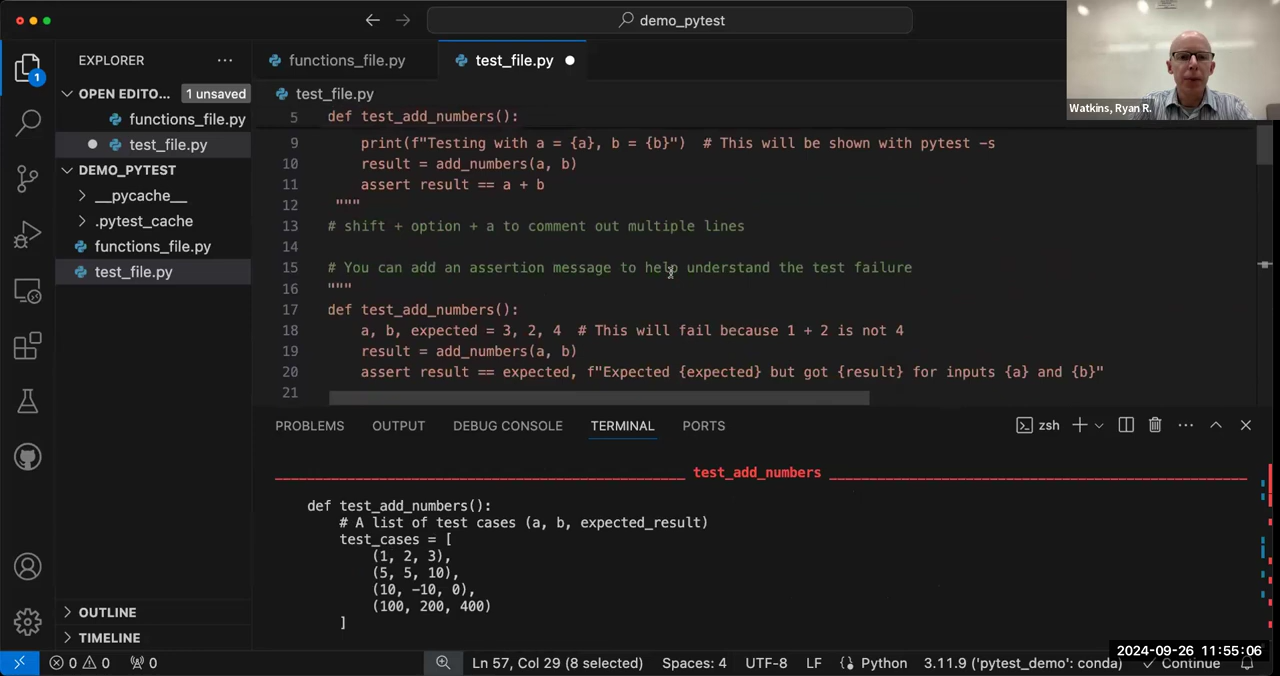 demo_pytest
Watkins, Ryan R.
EXPLORER
functions_file.py
test_file.py
OPEN EDITO...
1 unsaved
functions_file.py
test_file.py
DEMO_PYTEST
__pycache__
.pytest_cache
functions_file.py
test_file.py
OUTLINE
TIMELINE
1
test_file.py
5 def test_add_numbers():
9 print(f"Testing with a = {a}, b = {b}") # This will be shown with pytest -s
10 result = add_numbers(a, b)
11 assert result == a + b
12 """
13 # shift + option + a to comment out multiple lines
14
15 # You can add an assertion message to help understand the test failure
16 """
17 def test_add_numbers():
18 a, b, expected = 3, 2, 4 # This will fail because 1 + 2 is not 4
19 result = add_numbers(a, b)
20 assert result == expected, f"Expected {expected} but got {result} for inputs {a} and {b}"
21
PROBLEMS OUTPUT DEBUG CONSOLE TERMINAL PORTS
zsh
test_add_numbers
def test_add_numbers():
# A list of test cases (a, b, expected_result)
test_cases = [
(1, 2, 3),
(5, 5, 10),
(10, -10, 0),
(100, 200, 400)
]
0 0 0 Ln 57, Col 29 (8 selected) Spaces: 4 UTF-8 LF Python 3.11.9 ('pytest_demo': conda) Continue
2024-09-26 11:55:06